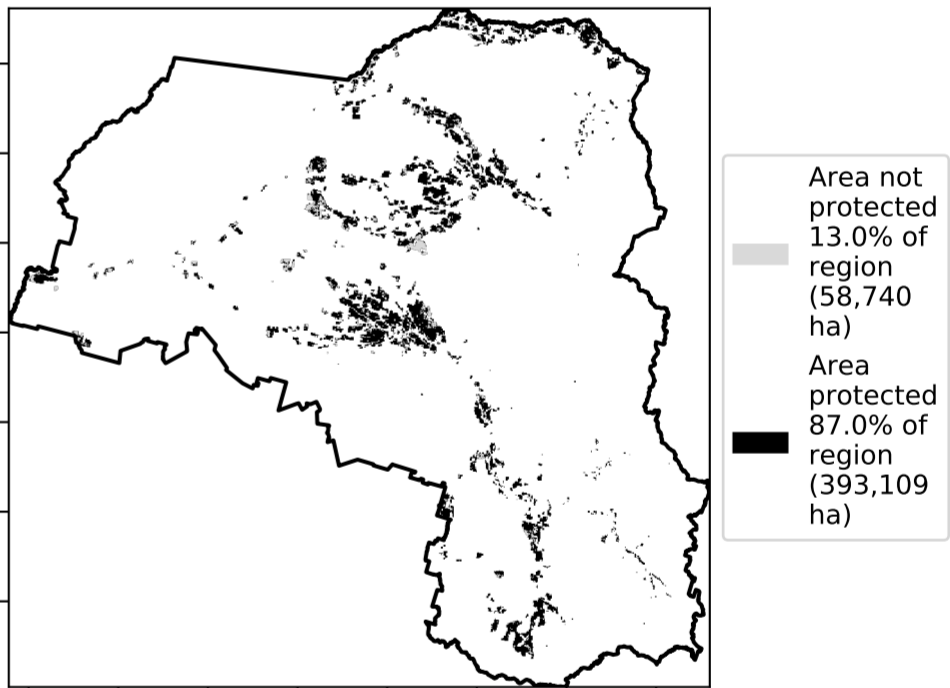 Area not
protected
13.0% of
region
(58,740
ha)
Area
protected
87.0% of
region
(393,109
ha)